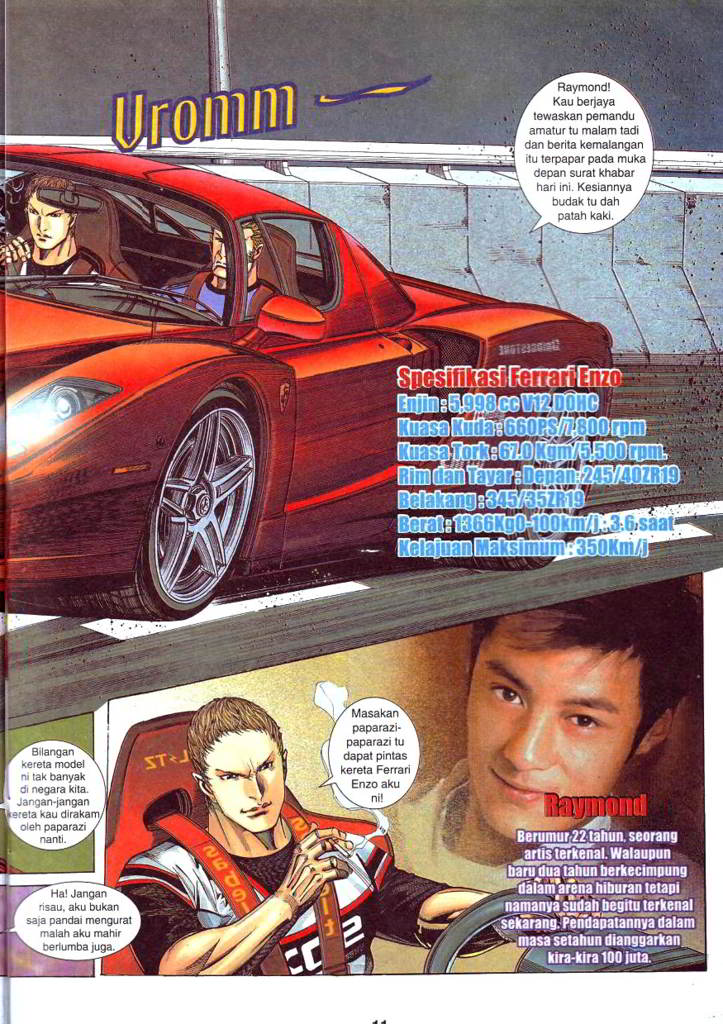 Vromm
Raymond!
Kau berjaya
tewaskan pemandu
amatur tu malam tadi
dan berita kemalangan
itu terpapar pada muka
depan surat khabar
hari ini. Kesiannya
budak tu dah
patah kaki.
Spesifikasi Ferrari Enzo
Enjin : 5,998 cc V12 DOHC
Kuasa Kuda : 660PS/7,800 rpm
Kuasa Tork : 67.0 Kgm/5,500 rpm.
Rim dan Tayar : Depan: 245/40ZR19
Belakang : 345/35ZR19
Berat : 1366Kg0-100km/j : 3.6 saat
Kelajuan Maksimum : 350Km/j
Bilangan
kereta model
ni tak banyak
di negara kita.
Jangan-jangan
kereta kau dirakam
oleh paparazi
nanti.
Masakan
paparazi-
paparazi tu
dapat pintas
kereta Ferrari
Enzo aku
ni!
Ha! Jangan
risau, aku bukan
saja pandai mengurat
malah aku mahir
berlumba juga.
Raymond
Berumur 22 tahun, seorang
artis terkenal. Walaupun
baru dua tahun berkecimpung
dalam arena hiburan tetapi
namanya sudah begitu terkenal
sekarang. Pendapatannya dalam
masa setahun dianggarkan
kira-kira 100 juta.